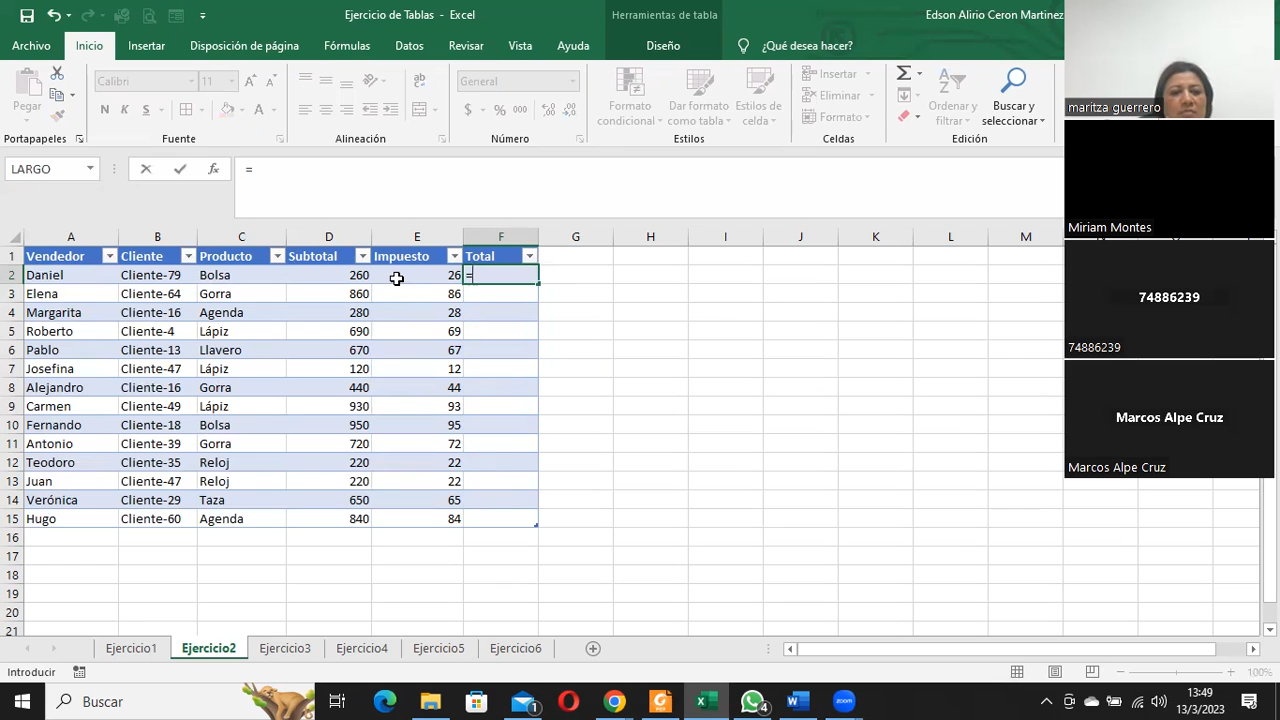 Ejercicio de Tablas - Excel
Herramientas de tabla
Edson Alirio Ceron Martinez
Archivo Inicio Insertar Disposición de página Fórmulas Datos Revisar Vista Ayuda Diseño ¿Qué desea hacer?
Pegar
Calibri 11
N K S
General
$ % 000
Formato condicional
Dar formato como tabla
Estilos de celda
Insertar
Eliminar
Formato
Ordenar y filtrar
Buscar y seleccionar
Portapapeles Fuente Alineación Número Estilos Celdas Edición
maritza guerrero
LARGO
=
Miriam Montes
A B C D E F G H I J K L M
1 Vendedor Cliente Producto Subtotal Impuesto Total
2 Daniel Cliente-79 Bolsa 260 26 =
3 Elena Cliente-64 Gorra 860 86
4 Margarita Cliente-16 Agenda 280 28
5 Roberto Cliente-4 Lápiz 690 69
6 Pablo Cliente-13 Llavero 670 67
7 Josefina Cliente-47 Lápiz 120 12
8 Alejandro Cliente-16 Gorra 440 44
9 Carmen Cliente-49 Lápiz 930 93
10 Fernando Cliente-18 Bolsa 950 95
11 Antonio Cliente-39 Gorra 720 72
12 Teodoro Cliente-35 Reloj 220 22
13 Juan Cliente-47 Reloj 220 22
14 Verónica Cliente-29 Taza 650 65
15 Hugo Cliente-60 Agenda 840 84
16
17
18
19
20
21
74886239
74886239
Marcos Alpe Cruz
Marcos Alpe Cruz
Ejercicio1 Ejercicio2 Ejercicio3 Ejercicio4 Ejercicio5 Ejercicio6
Introducir
100%
Buscar
1
4
13:49
13/3/2023